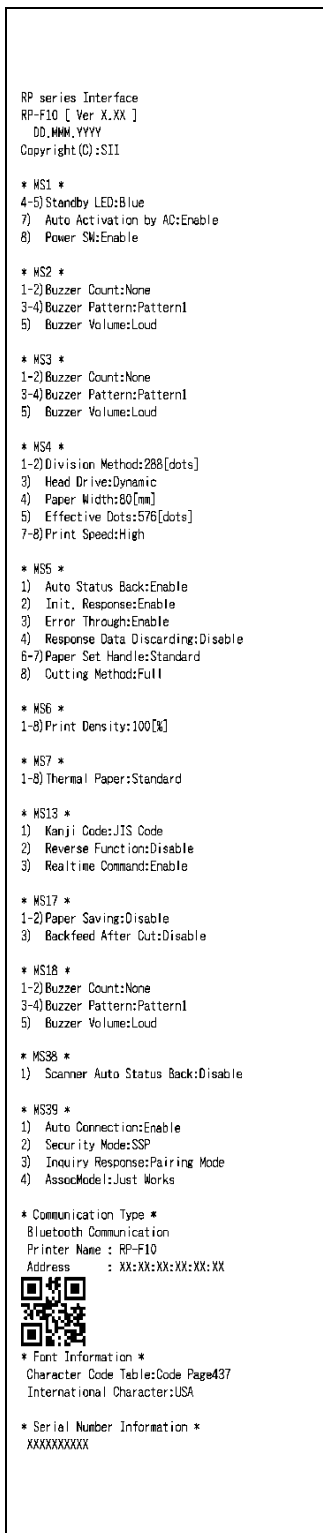 RP series Interface
RP-F10 [ Ver X.XX ]
DD.MMM.YYYY
Copyright(C):SII
* MS1 *
4-5)Standby LED:Blue
7) Auto Activation by AC:Enable
8) Power SW:Enable
* MS2 *
1-2)Buzzer Count:None
3-4)Buzzer Pattern:Pattern1
5) Buzzer Volume:Loud
* MS3 *
1-2)Buzzer Count:None
3-4)Buzzer Pattern:Pattern1
5) Buzzer Volume:Loud
* MS4 *
1-2)Division Method:288[dots]
3) Head Drive:Dynamic
4) Paper Width:80[mm]
5) Effective Dots:576[dots]
7-8)Print Speed:High
* MS5 *
1) Auto Status Back:Enable
2) Init. Response:Enable
3) Error Through:Enable
4) Response Data Discarding:Disable
6-7)Paper Set Handle:Standard
8) Cutting Method:Full
* MS6 *
1-8)Print Density:100[%]
* MS7 *
1-8)Thermal Paper:Standard
* MS13 *
1) Kanji Code:JIS Code
2) Reverse Function:Disable
3) Realtime Command:Enable
* MS17 *
1-2)Paper Saving:Disable
3) Backfeed After Cut:Disable
* MS18 *
1-2)Buzzer Count:None
3-4)Buzzer Pattern:Pattern1
5) Buzzer Volume:Loud
* MS38 *
1) Scanner Auto Status Back:Disable
* MS39 *
1) Auto Connection:Enable
2) Security Mode:SSP
3) Inquiry Response:Pairing Mode
4) AssocModel:Just Works
* Communication Type *
Bluetooth Communication
Printer Name : RP-F10
Address : XX:XX:XX:XX:XX:XX
* Font Information *
Character Code Table:Code Page437
International Character:USA
* Serial Number Information *
XXXXXXXXXX